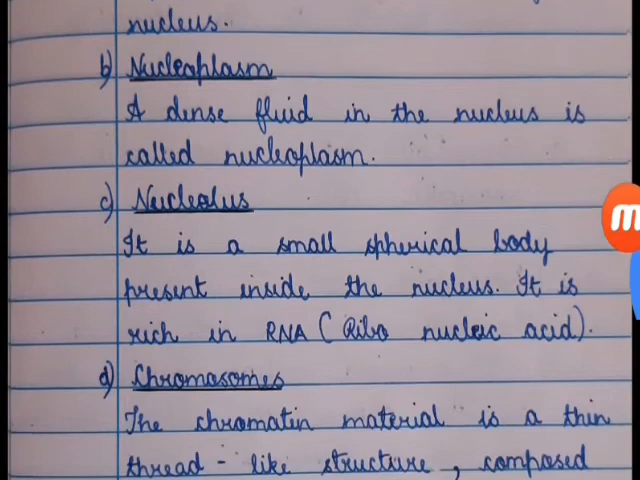 nucleus.
b) Nucleoplasm
A dense fluid in the nucleus is
called nucleoplasm.
c) Nucleolus
It is a small spherical body
present inside the nucleus. It is
rich in RNA ( Ribo nucleic acid).
d) Chromosomes
The chromatin material is a thin
thread - like structure, composed
m